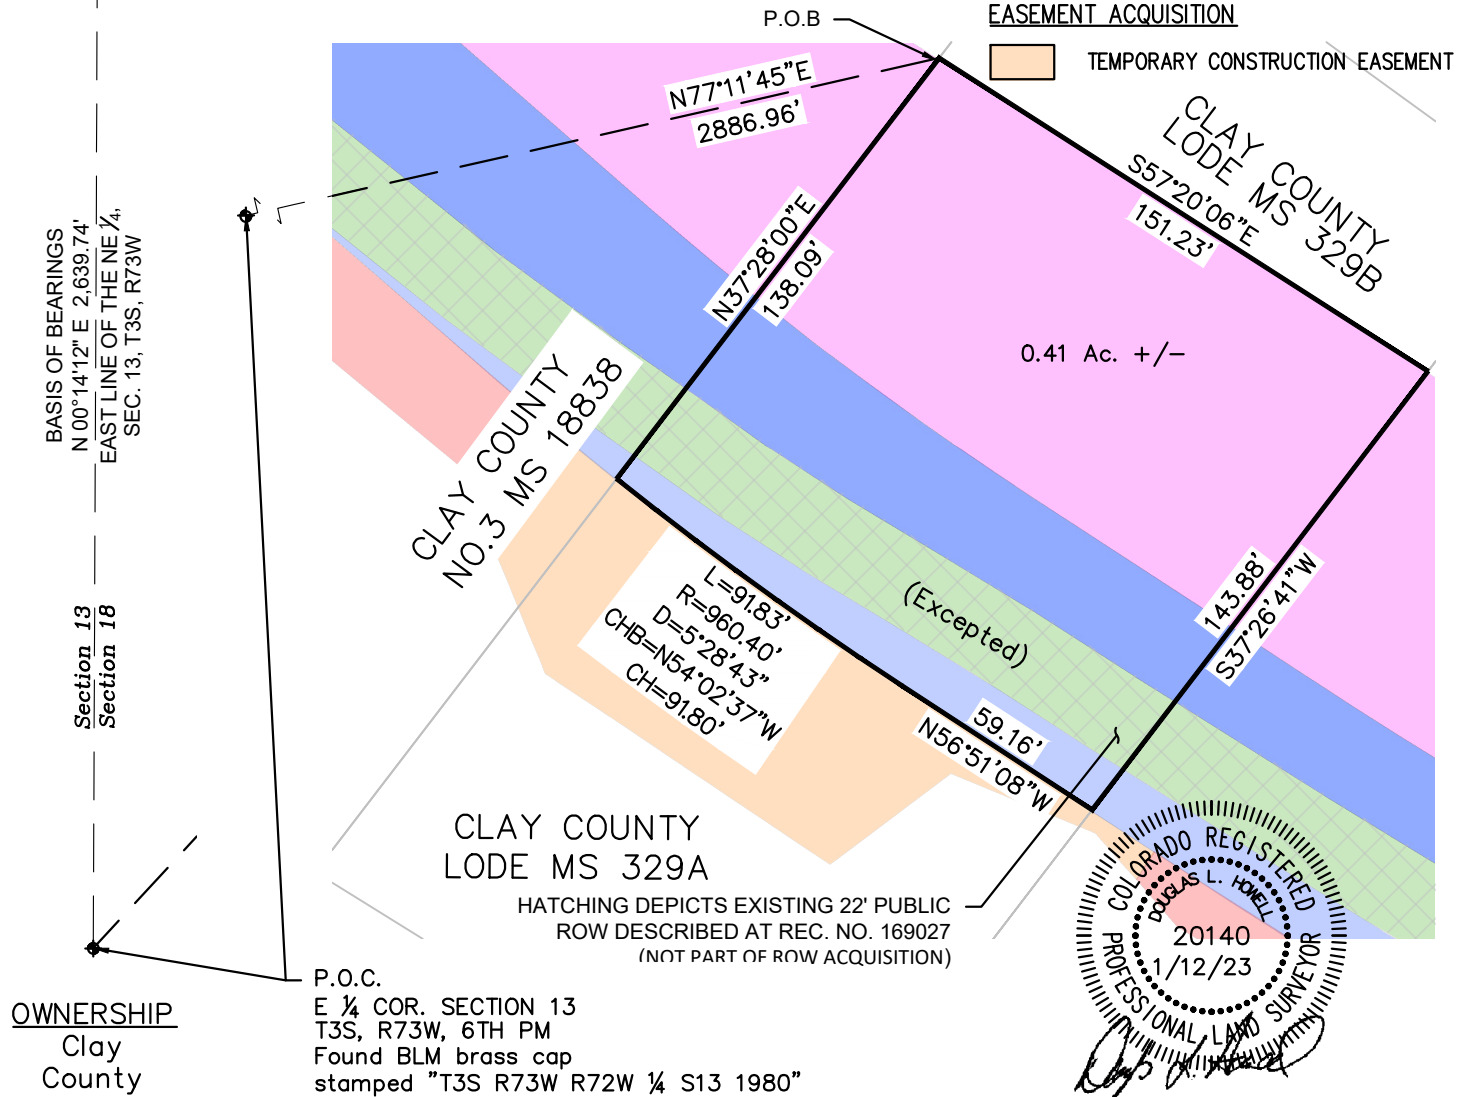 P.O.B
EASEMENT ACQUISITION
TEMPORARY CONSTRUCTION EASEMENT
N77°11'45"E
2886.96'
CLAY COUNTY
LODE MS 329B
S57°20'06"E
151.23'
N37°28'00"E
138.09'
0.41 Ac. +/-
BASIS OF BEARINGS
N 00°14'12" E 2,639.74'
EAST LINE OF THE NE ¼,
SEC. 13, T3S, R73W
CLAY COUNTY
NO.3 MS 18838
(Excepted)
143.88'
S37°26'41"W
L=91.83'
R=960.40'
D=5°28'43"
CHB=N54°02'37"W
CH=91.80'
59.16'
N56°51'08"W
Section 13
Section 18
CLAY COUNTY
LODE MS 329A
HATCHING DEPICTS EXISTING 22' PUBLIC
ROW DESCRIBED AT REC. NO. 169027
(NOT PART OF ROW ACQUISITION)
COLORADO REGISTERED
DOUGLAS L. HOWELL
20140
1/12/23
PROFESSIONAL LAND SURVEYOR
P.O.C.
E ¼ COR. SECTION 13
T3S, R73W, 6TH PM
Found BLM brass cap
stamped "T3S R73W R72W ¼ S13 1980"
OWNERSHIP
Clay
County